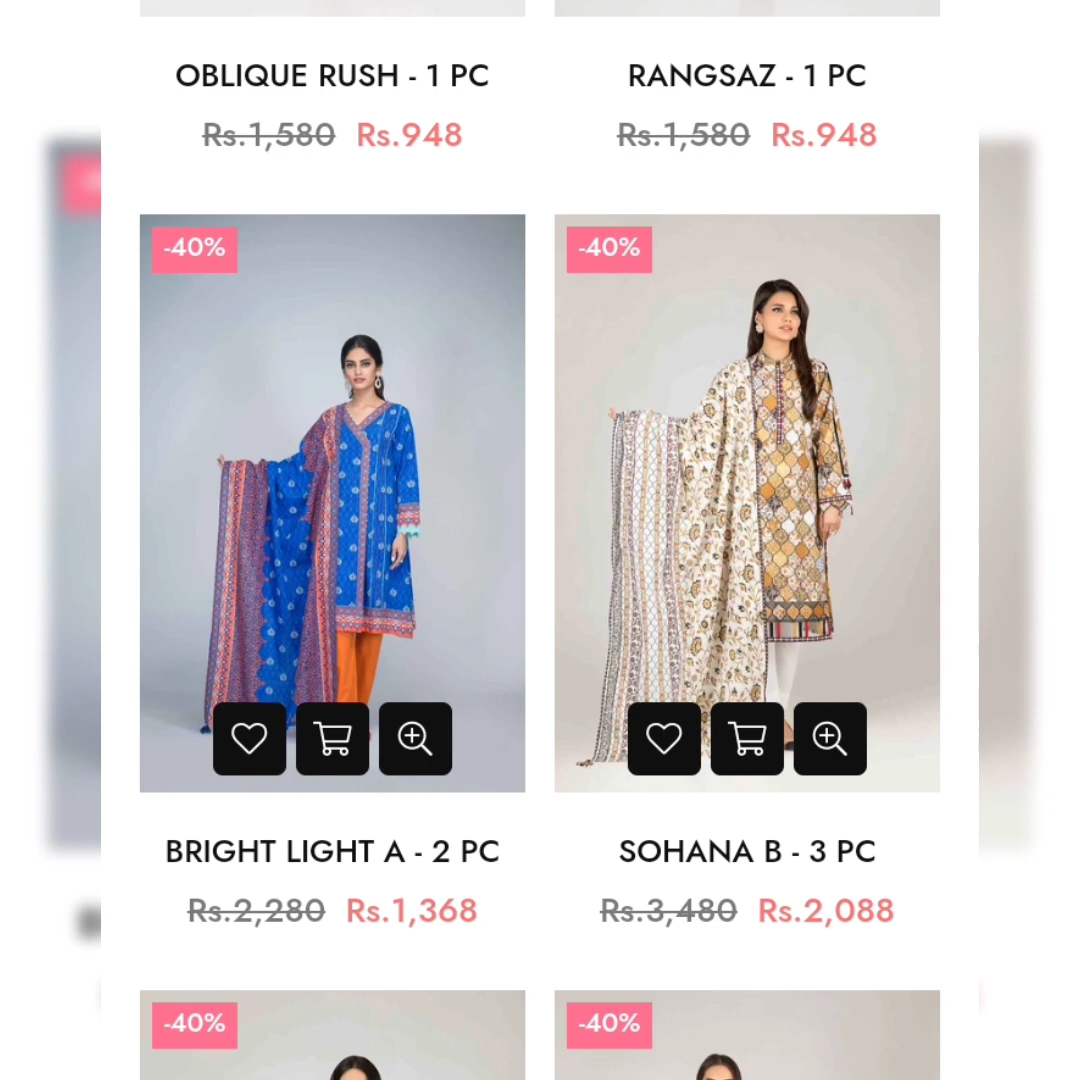 OBLIQUE RUSH - 1 PC
Rs.1,580 Rs.948
RANGSAZ - 1 PC
Rs.1,580 Rs.948
-40%
-40%
BRIGHT LIGHT A - 2 PC
Rs.2,280 Rs.1,368
SOHANA B - 3 PC
Rs.3,480 Rs.2,088
-40%
-40%